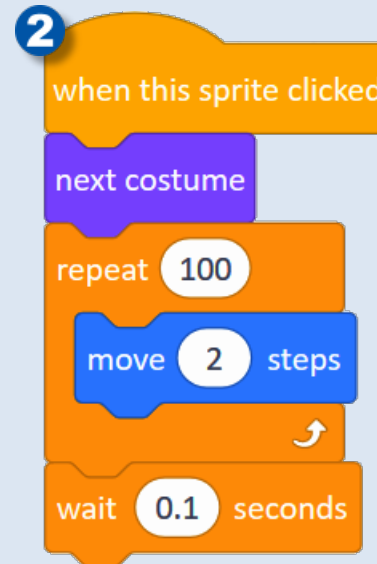 2
when this sprite clicked
next costume
repeat 100
move 2 steps
wait 0.1 seconds